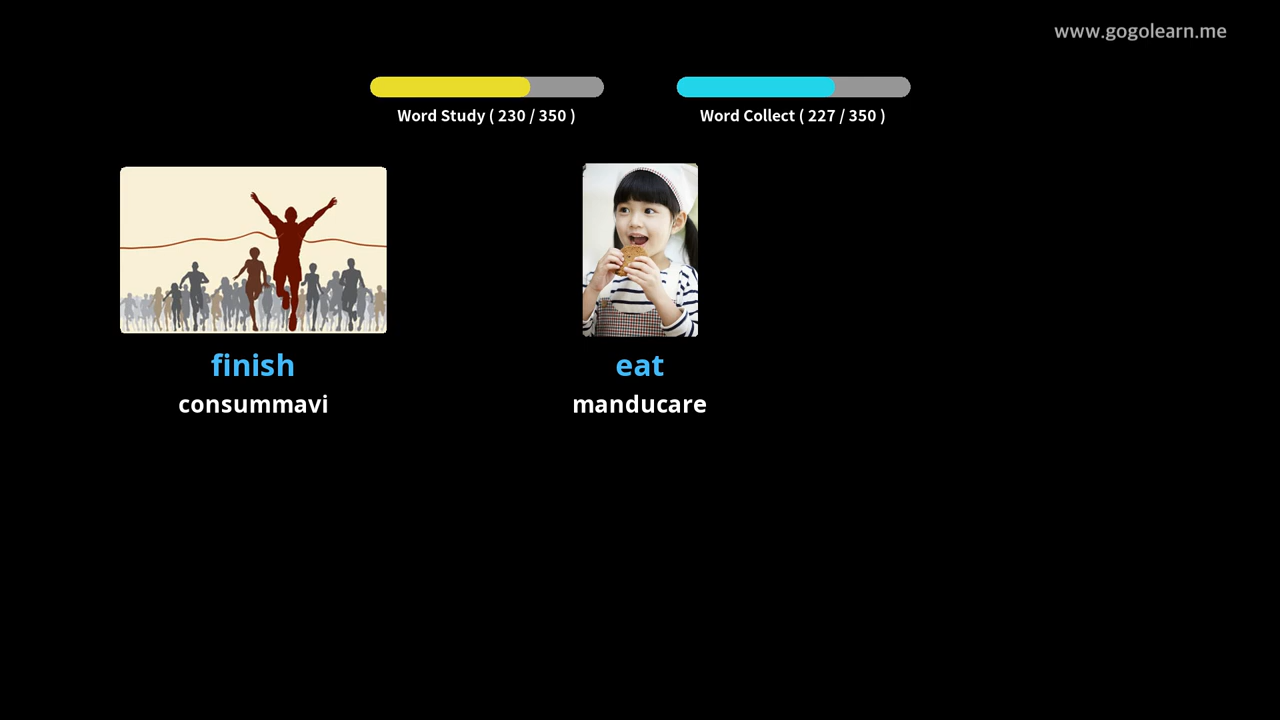 www.gogolearn.me
Word Study ( 230 / 350 )
Word Collect ( 227 / 350 )
finish
consummavi
eat
manducare